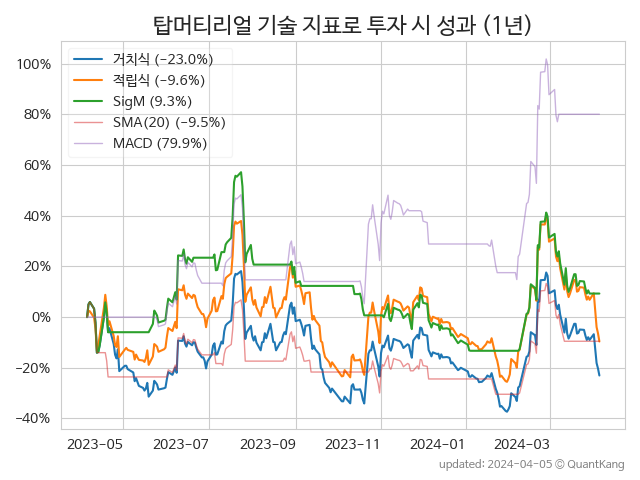 탑머티리얼 기술 지표로 투자 시 성과 (1년)
100%
80%
60%
40%
20%
0%
−20%
−40%
거치식 (−23.0%)
적립식 (−9.6%)
SigM (9.3%)
SMA(20) (−9.5%)
MACD (79.9%)
2023−05
2023−07
2023−09
2023−11
2024−01
2024−03
updated: 2024−04−05 © QuantKang